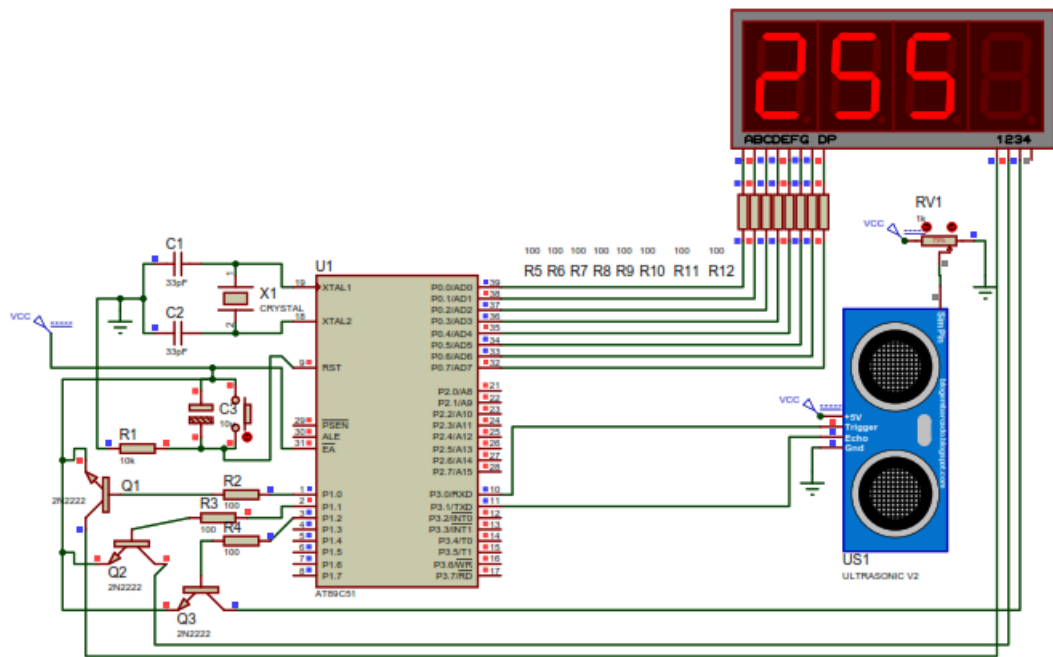 255
ABCDEFG DP
1234
RV1
1k
VCC
100 100 100 100 100 100 100 100
R5 R6 R7 R8 R9 R10 R11 R12
C1
33pF
X1
CRYSTAL
C2
33pF
VCC
C3
10u
R1
10k
U1
19 XTAL1
18 XTAL2
9 RST
29 PSEN
30 ALE
31 EA
1 P1.0
2 P1.1
3 P1.2
4 P1.3
5 P1.4
6 P1.5
7 P1.6
8 P1.7
P0.0/AD0 39
P0.1/AD1 38
P0.2/AD2 37
P0.3/AD3 36
P0.4/AD4 35
P0.5/AD5 34
P0.6/AD6 33
P0.7/AD7 32
P2.0/A8 21
P2.1/A9 22
P2.2/A10 23
P2.3/A11 24
P2.4/A12 25
P2.5/A13 26
P2.6/A14 27
P2.7/A15 28
P3.0/RXD 10
P3.1/TXD 11
P3.2/INT0 12
P3.3/INT1 13
P3.4/T0 14
P3.5/T1 15
P3.6/WR 16
P3.7/RD 17
AT89C51
Q1
2N2222
R2
100
R3
100
R4
100
Q2
2N2222
Q3
2N2222
VCC
+5V
Trigger
Echo
Gnd
SimPin
US1
ULTRASONIC V2